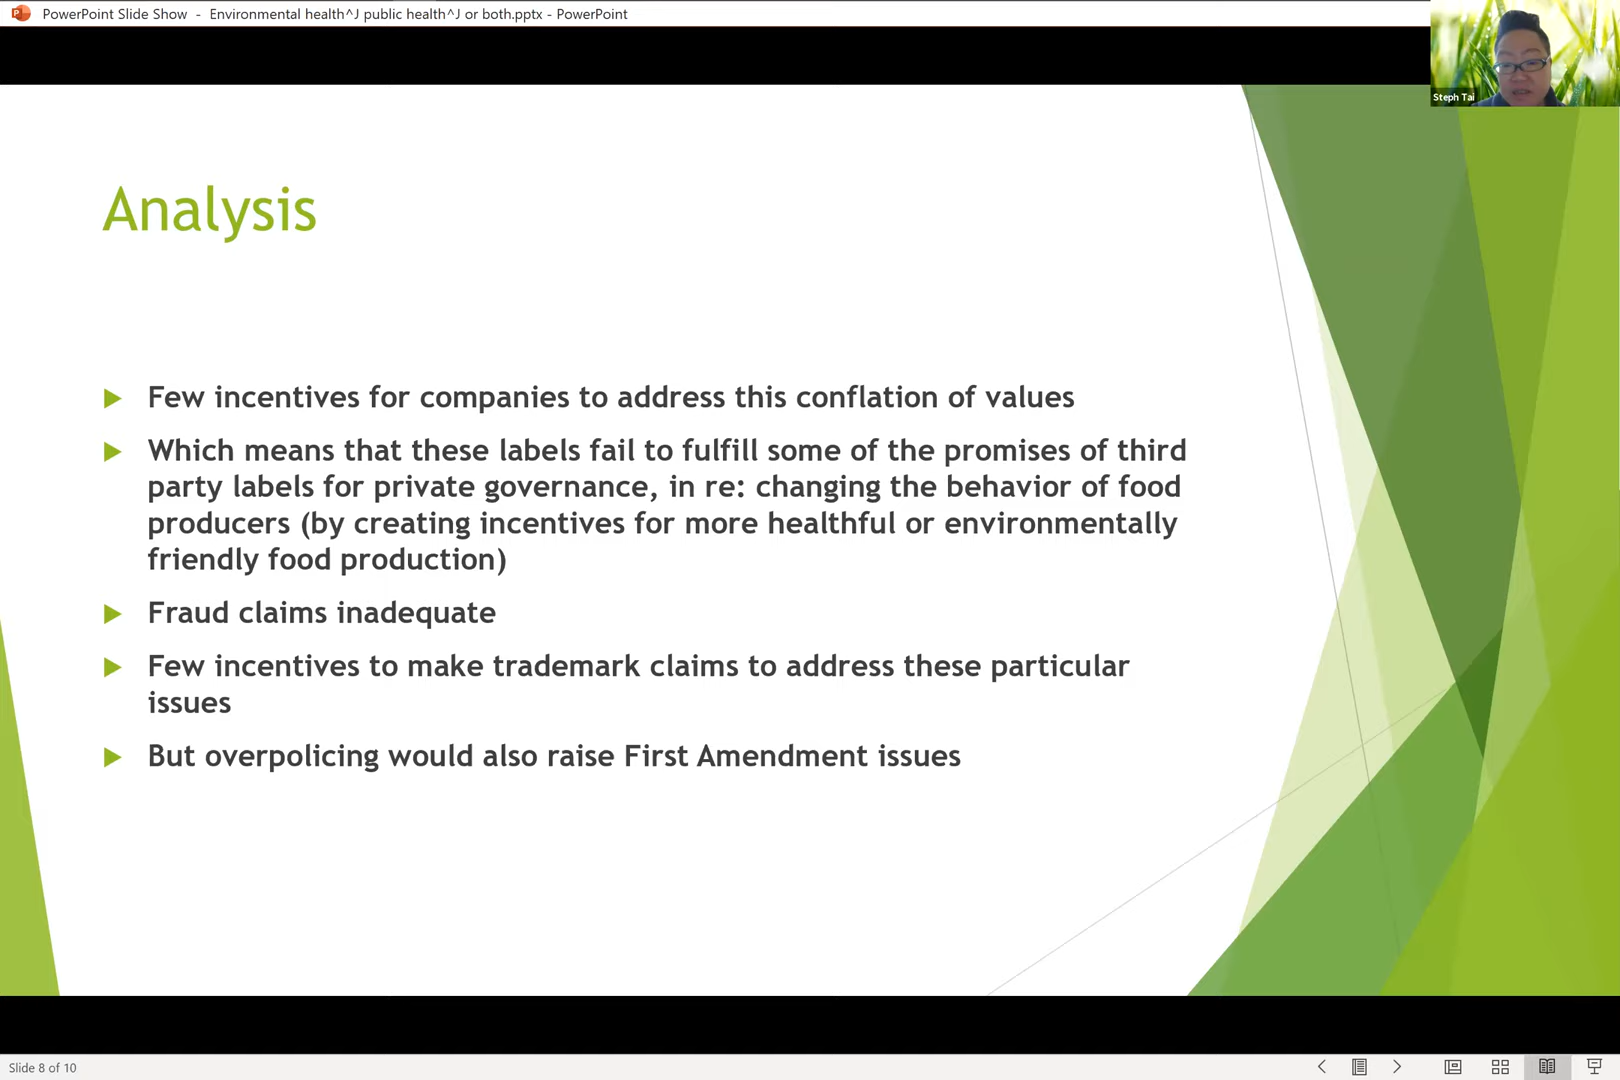 PowerPoint Slide Show - Environmental health^J public health^J or both.pptx - PowerPoint
Steph Tai
Analysis
Few incentives for companies to address this conflation of values
Which means that these labels fail to fulfill some of the promises of third
party labels for private governance, in re: changing the behavior of food
producers (by creating incentives for more healthful or environmentally
friendly food production)
Fraud claims inadequate
Few incentives to make trademark claims to address these particular
issues
But overpolicing would also raise First Amendment issues
Slide 8 of 10